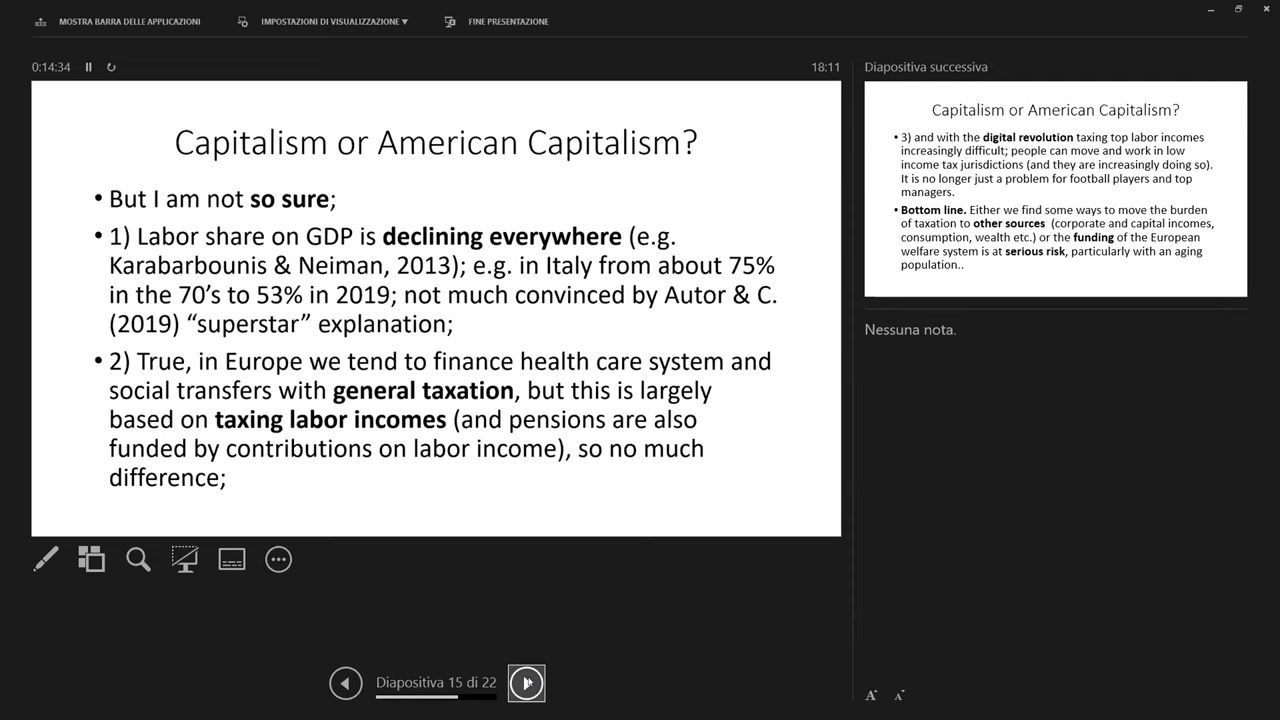 MOSTRA BARRA DELLE APPLICAZIONI
IMPOSTAZIONI DI VISUALIZZAZIONE ▼
FINE PRESENTAZIONE
0:14:34
18:11
Capitalism or American Capitalism?
• But I am not so sure;
• 1) Labor share on GDP is declining everywhere (e.g.
Karabarbounis & Neiman, 2013); e.g. in Italy from about 75%
in the 70’s to 53% in 2019; not much convinced by Autor & C.
(2019) “superstar” explanation;
• 2) True, in Europe we tend to finance health care system and
social transfers with general taxation, but this is largely
based on taxing labor incomes (and pensions are also
funded by contributions on labor income), so no much
difference;
Diapositiva 15 di 22
Diapositiva successiva
Capitalism or American Capitalism?
• 3) and with the digital revolution taxing top labor incomes
increasingly difficult; people can move and work in low
income tax jurisdictions (and they are increasingly doing so).
It is no longer just a problem for football players and top
managers.
• Bottom line. Either we find some ways to move the burden
of taxation to other sources (corporate and capital incomes,
consumption, wealth etc.) or the funding of the European
welfare system is at serious risk, particularly with an aging
population..
Nessuna nota.
A A